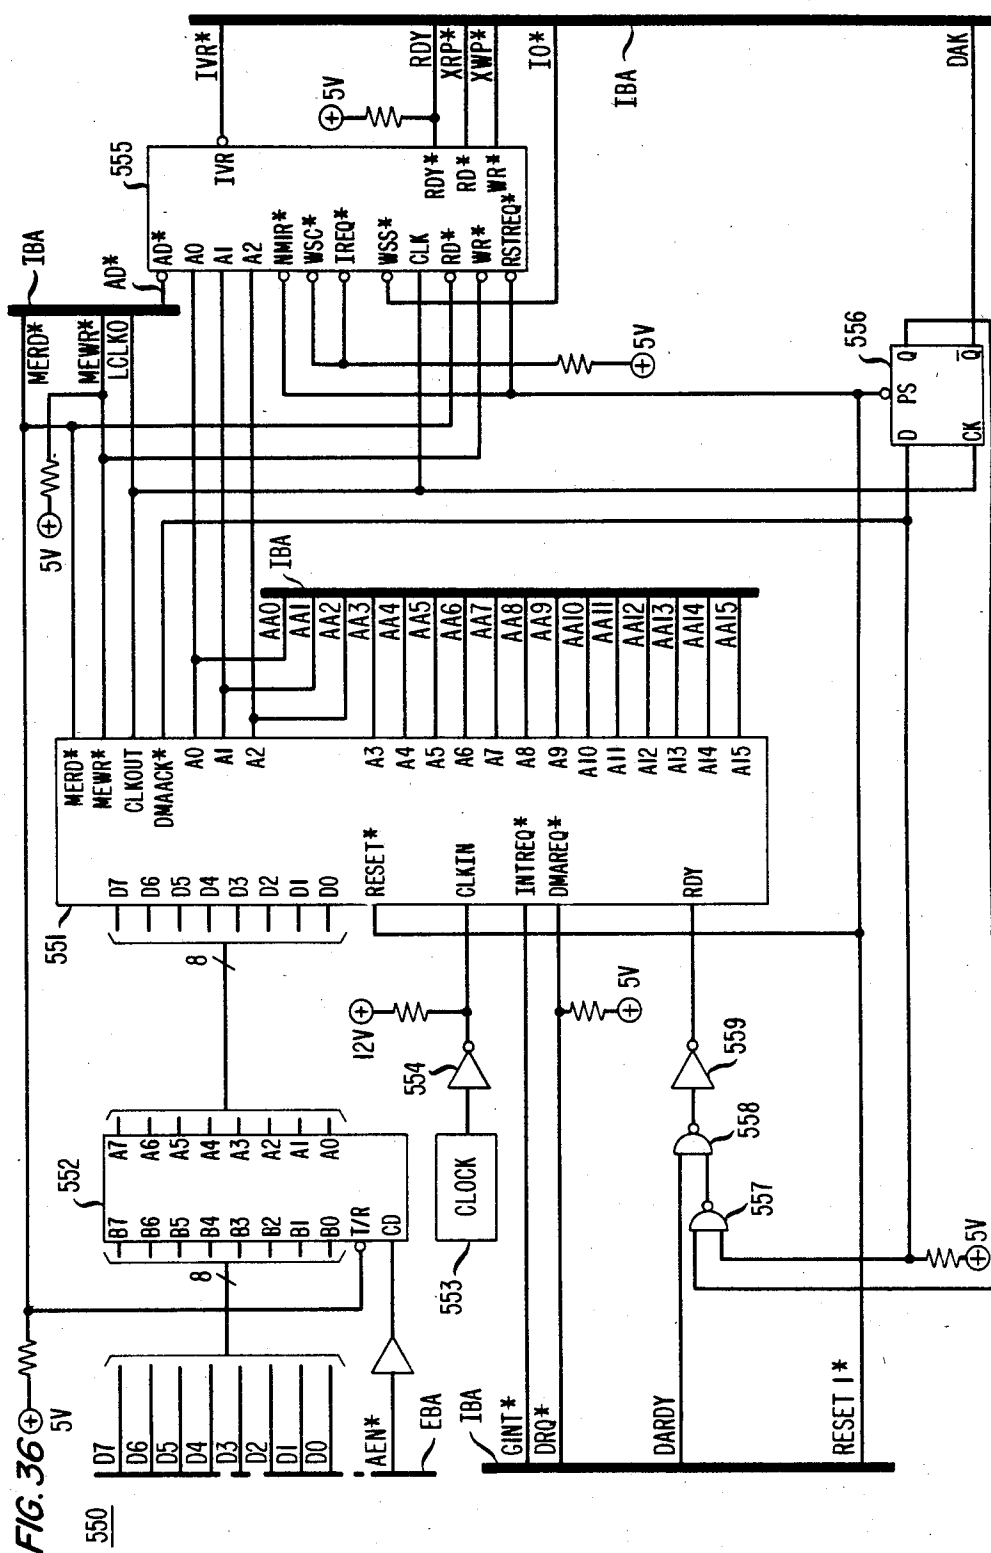 FIG. 36
550
5V
D7
D6
D5
D4
D3
D2
D1
D0
AEN*
EBA
IBA
GINT*
DRQ*
DARDY
RESET 1*
8
552
B7
B6
B5
B4
B3
B2
B1
B0
T/R
CD
A7
A6
A5
A4
A3
A2
A1
A0
553
CLOCK
554
12V
5V
557
558
559
5V
8
551
D7
D6
D5
D4
D3
D2
D1
D0
RESET*
CLKIN
INTREQ*
DMAREQ*
RDY
MERD*
MEWR*
CLKOUT
DMAACK*
A0
A1
A2
A3
A4
A5
A6
A7
A8
A9
A10
A11
A12
A13
A14
A15
AA0
AA1
AA2
AA3
AA4
AA5
AA6
AA7
AA8
AA9
AA10
AA11
AA12
AA13
AA14
AA15
IBA
5V
MERD*
MEWR*
LCLKO
IBA
AD*
555
AD*
A0
A1
A2
NMIR*
WSC*
IREQ*
WSS*
CLK
RD*
WR*
RSTREQ*
IVR
RDY*
RD*
WR*
5V
5V
556
D
CK
PS
Q
Q
IVR*
RDY
XRP*
XWP*
IO*
IBA
DAK